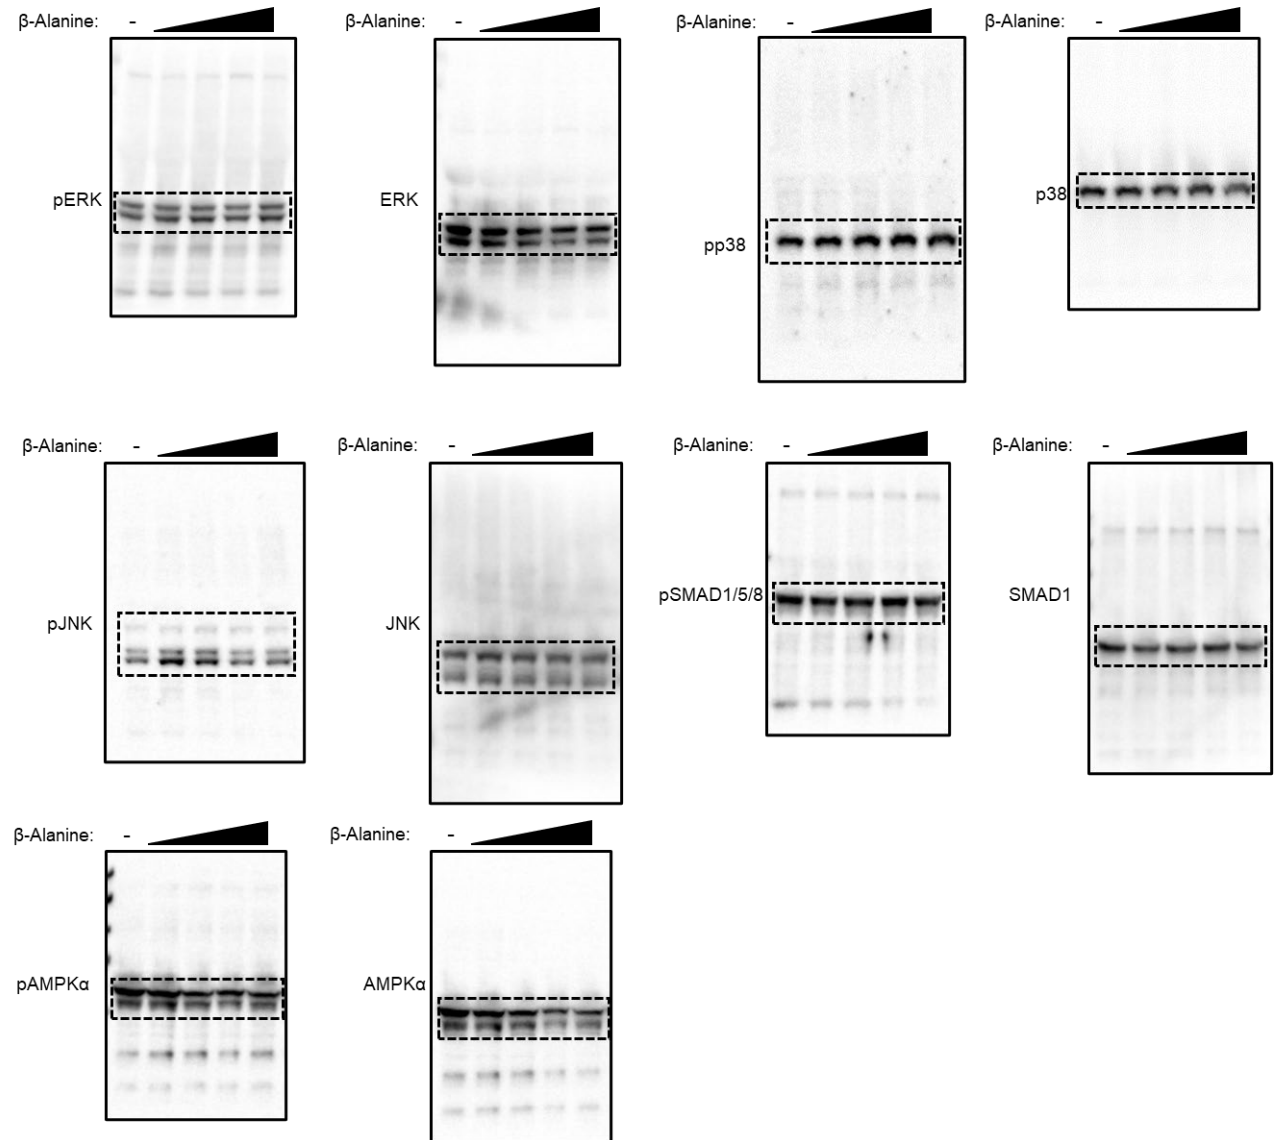 β-Alanine: -
β-Alanine: -
β-Alanine: -
β-Alanine: -
pERK
ERK
pp38
p38
β-Alanine: -
β-Alanine: -
β-Alanine: -
β-Alanine: -
pJNK
JNK
pSMAD1/5/8
SMAD1
β-Alanine: -
β-Alanine: -
pAMPKα
AMPKα